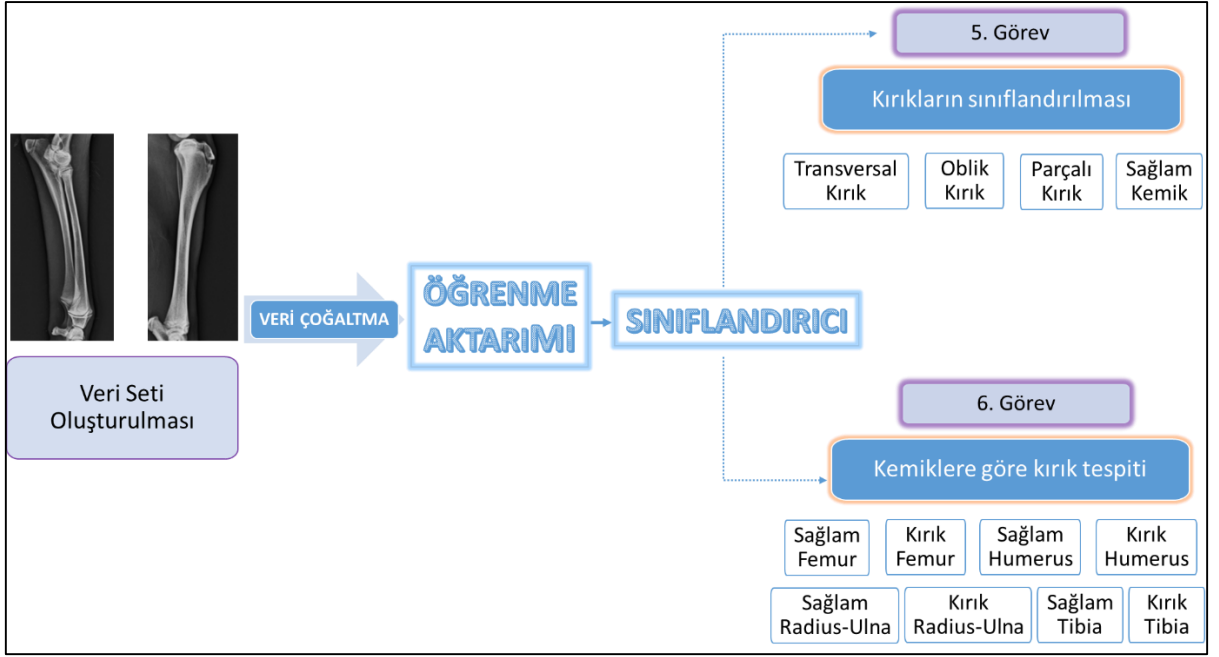 Veri Seti
Oluşturulması
VERİ ÇOĞALTMA
ÖĞRENME
AKTARIMI
SINIFLANDIRICI
5. Görev
Kırıkların sınıflandırılması
Transversal
Kırık
Oblik
Kırık
Parçalı
Kırık
Sağlam
Kemik
6. Görev
Kemiklere göre kırık tespiti
Sağlam
Femur
Kırık
Femur
Sağlam
Humerus
Kırık
Humerus
Sağlam
Radius-Ulna
Kırık
Radius-Ulna
Sağlam
Tibia
Kırık
Tibia